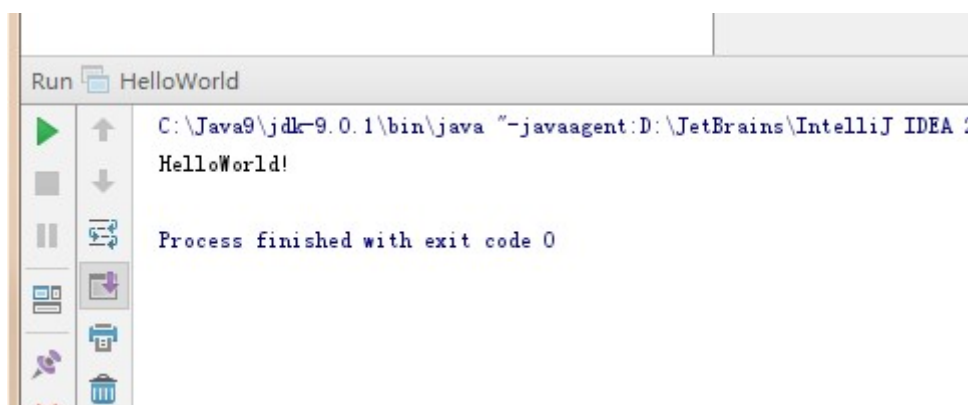 Run HelloWorld
C:\Java9\jdk-9.0.1\bin\java "-javaagent:D:\JetBrains\IntelliJ IDEA
HelloWorld!
Process finished with exit code 0